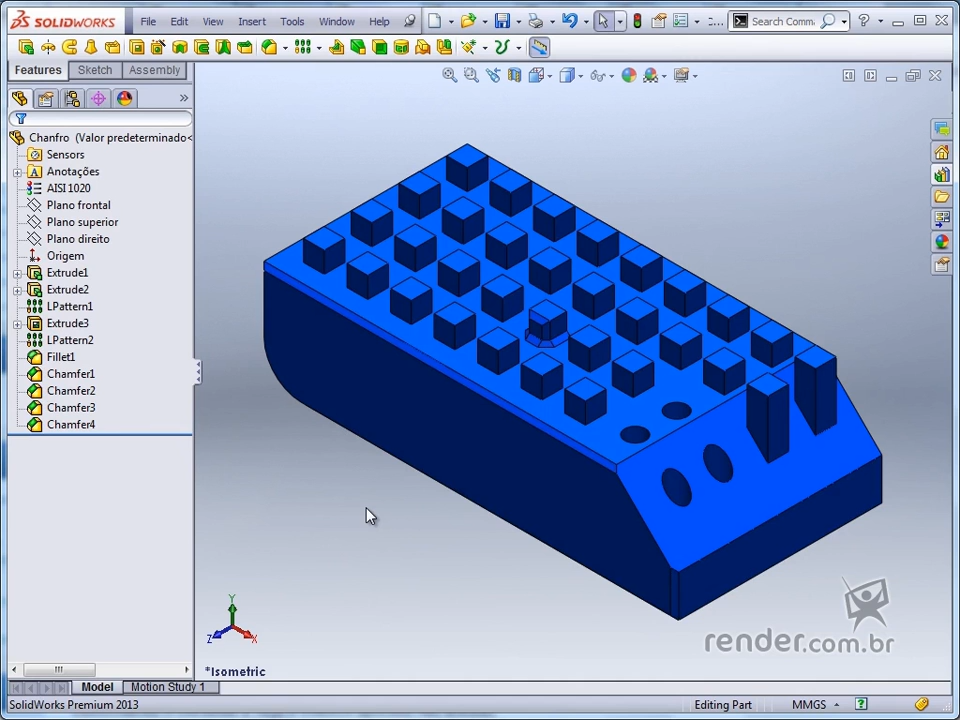 SOLIDWORKS File Edit View Insert Tools Window Help Search Comma
Features Sketch Assembly
Chanfro (Valor predeterminado<
Sensors
Anotações
AISI 1020
Plano frontal
Plano superior
Plano direito
Origem
Extrude1
Extrude2
LPattern1
Extrude3
LPattern2
Fillet1
Chamfer1
Chamfer2
Chamfer3
Chamfer4
Y
Z X
render.com.br
*Isometric
Model Motion Study 1
SolidWorks Premium 2013 Editing Part MMGS